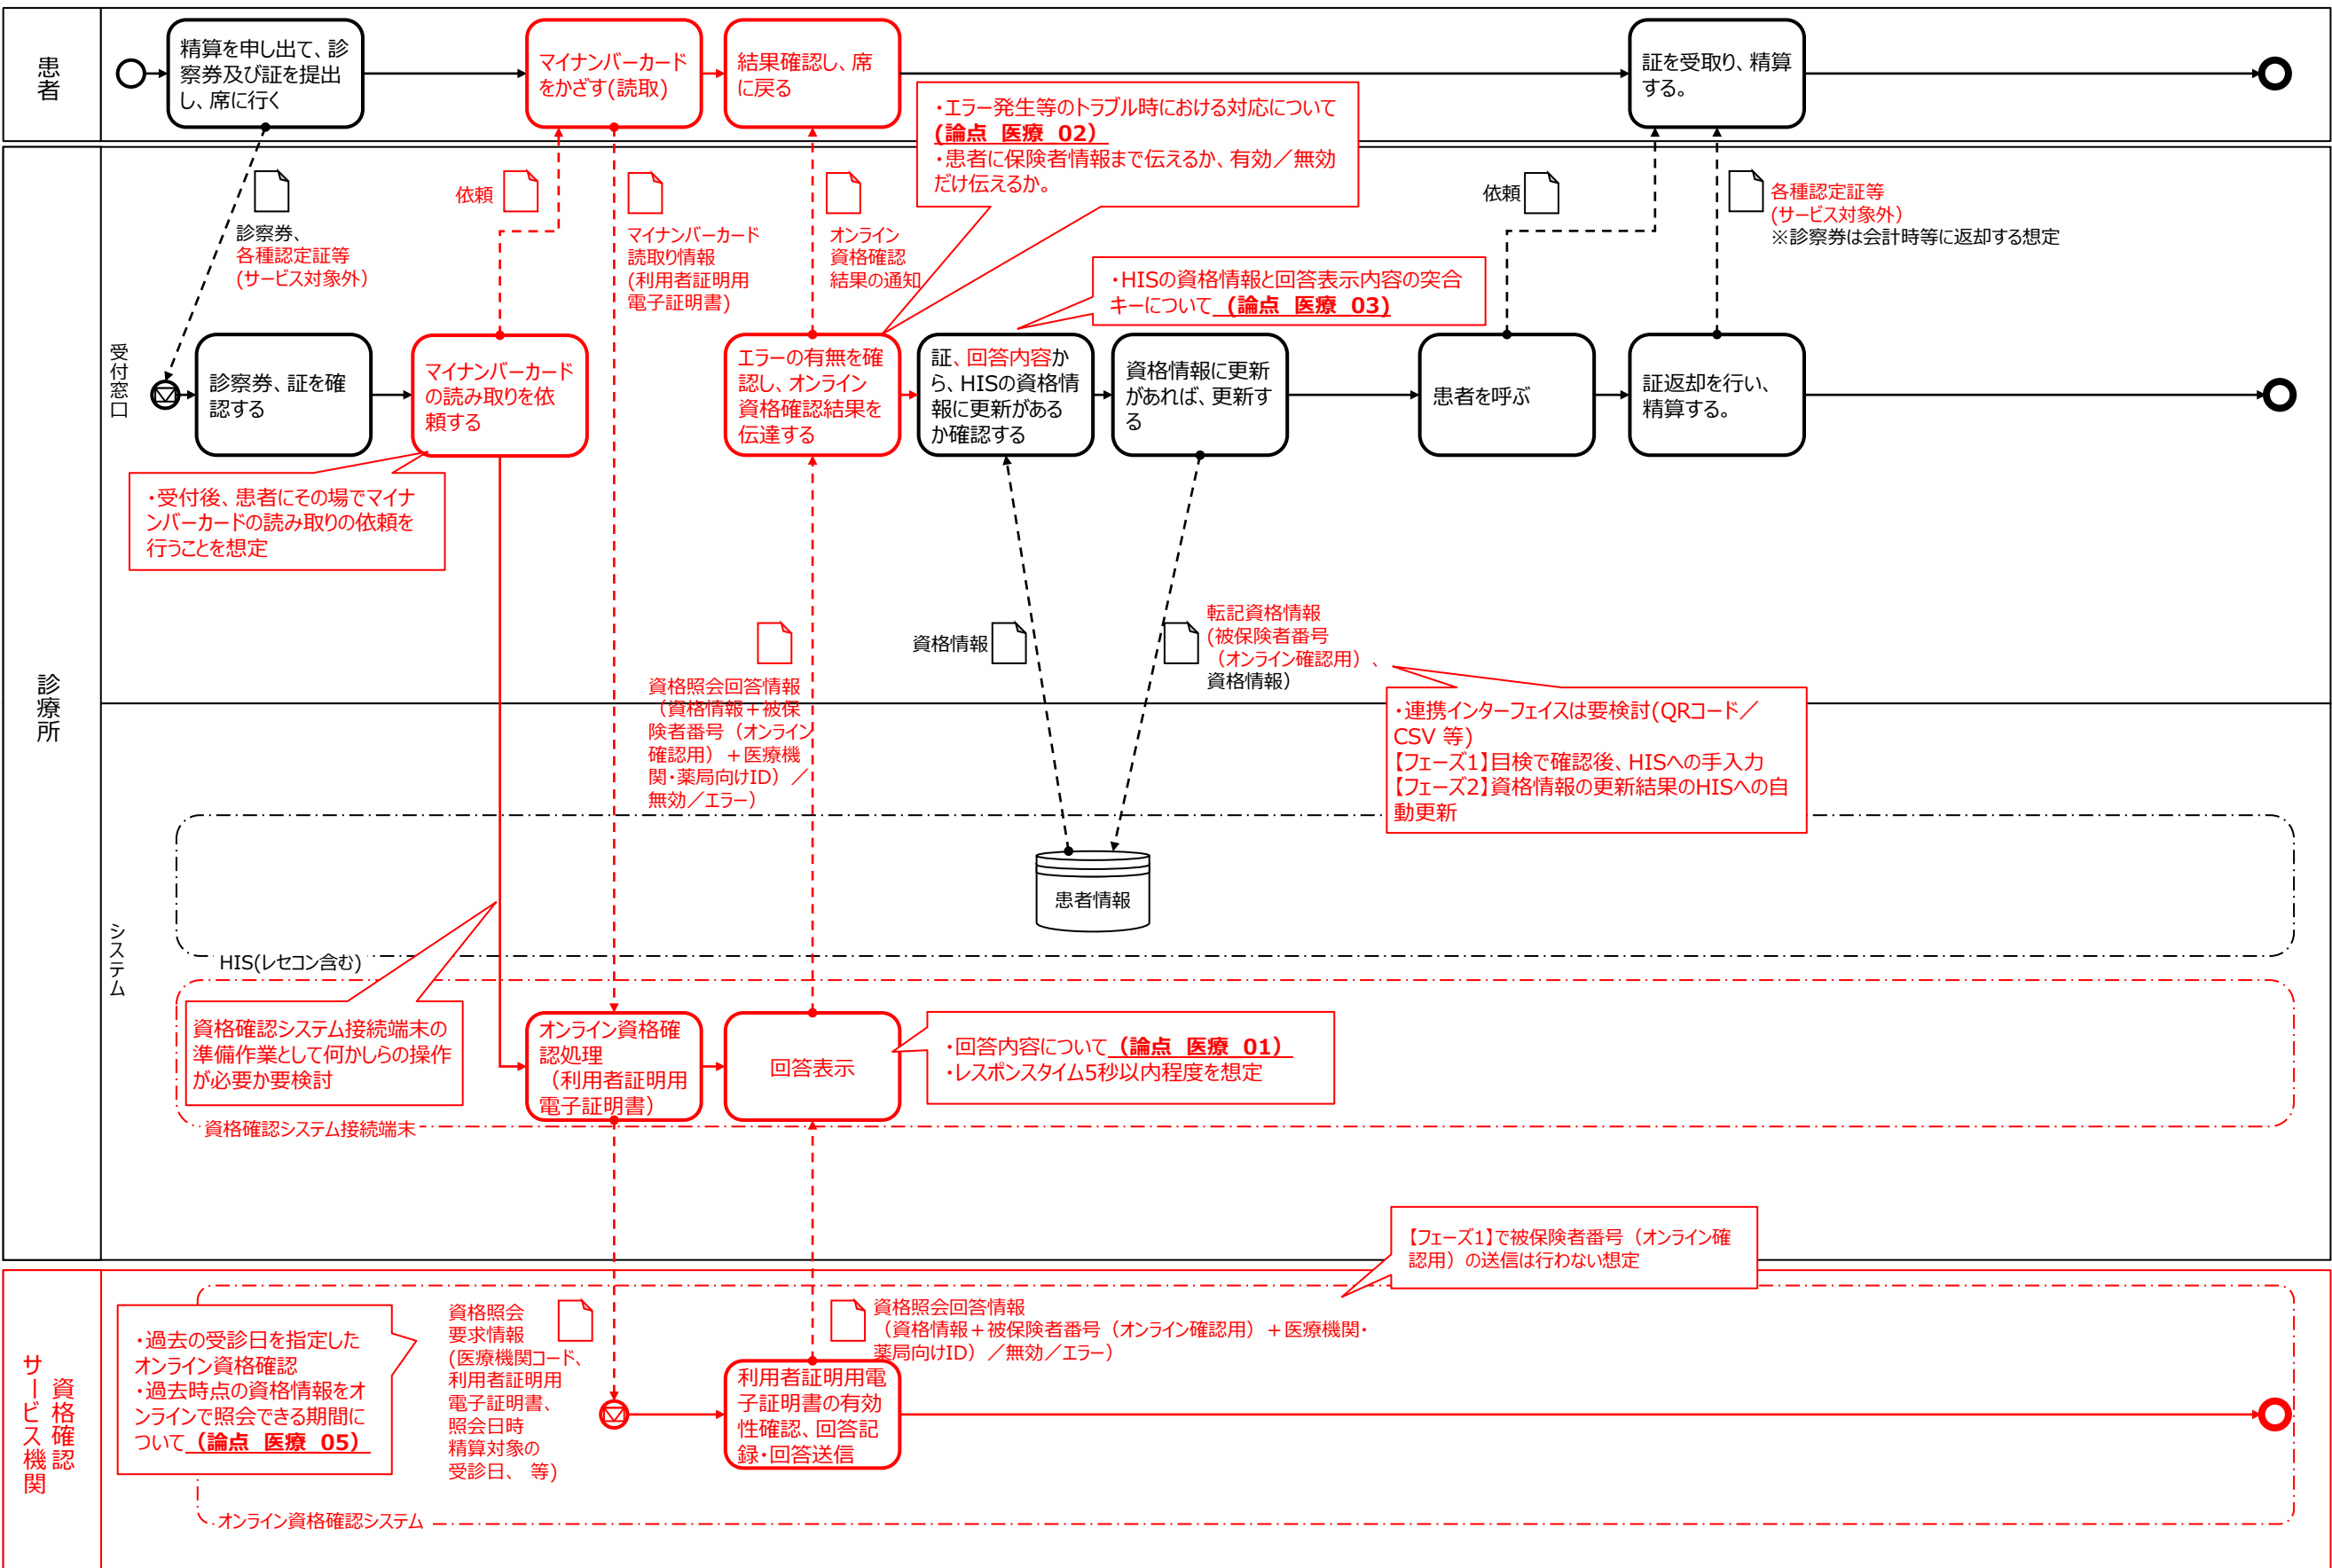 患者
精算を申し出て、診
察券及び証を提出
し、席に行く
マイナンバーカード
をかざす(読取)
結果確認し、席
に戻る
証を受取り、精算
する。
・エラー発生等のトラブル時における対応について
(論点 医療 02)
・患者に保険者情報まで伝えるか、有効／無効
だけ伝えるか。
診療所
受付窓口
診察券、
各種認定証等
(サービス対象外)
依頼
マイナンバーカード
読取り情報
(利用者証明用
電子証明書)
オンライン
資格確認
結果の通知
依頼
各種認定証等
(サービス対象外)
※診察券は会計時等に返却する想定
・HISの資格情報と回答表示内容の突合
キーについて (論点 医療 03)
診察券、証を確
認する
マイナンバーカード
の読み取りを依
頼する
エラーの有無を確
認し、オンライン
資格確認結果を
伝達する
証、回答内容か
ら、HISの資格情
報に更新がある
か確認する
資格情報に更新
があれば、更新す
る
患者を呼ぶ
証返却を行い、
精算する。
・受付後、患者にその場でマイナ
ンバーカードの読み取りの依頼を
行うことを想定
資格照会回答情報
（資格情報＋被保
険者番号（オンライン
確認用）＋医療機
関・薬局向けID）／
無効／エラー)
資格情報
転記資格情報
(被保険者番号
（オンライン確認用）、
資格情報)
・連携インターフェイスは要検討(QRコード／
CSV 等)
【フェーズ1】目検で確認後、HISへの手入力
【フェーズ2】資格情報の更新結果のHISへの自
動更新
システム
患者情報
HIS(レセコン含む)
資格確認システム接続端末の
準備作業として何かしらの操作
が必要か要検討
オンライン資格確
認処理
（利用者証明用
電子証明書）
回答表示
・回答内容について（論点 医療 01）
・レスポンスタイム5秒以内程度を想定
資格確認システム接続端末
【フェーズ1】で被保険者番号（オンライン確
認用）の送信は行わない想定
資格確認
サービス機関
・過去の受診日を指定した
オンライン資格確認
・過去時点の資格情報をオ
ンラインで照会できる期間に
ついて（論点 医療 05）
資格照会
要求情報
(医療機関コード、
利用者証明用
電子証明書、
照会日時
精算対象の
受診日、 等)
資格照会回答情報
（資格情報＋被保険者番号（オンライン確認用）＋医療機関・
薬局向けID）／無効／エラー)
利用者証明用電
子証明書の有効
性確認、回答記
録・回答送信
オンライン資格確認システム